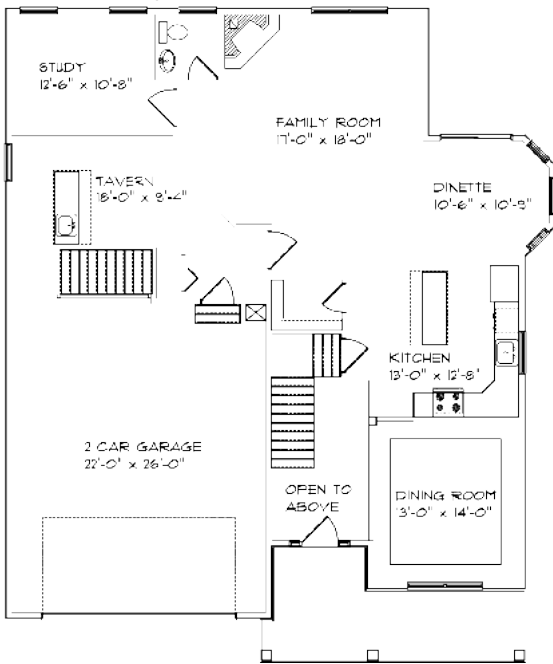 STUDY
12'-6" x 10'-8"
FAMILY ROOM
17'-0" x 18'-0"
TAVERN
18'-0" x 8'-4"
DINETTE
10'-6" x 10'-9"
KITCHEN
13'-0" x 12'-8"
2 CAR GARAGE
22'-0" x 26'-0"
OPEN TO
ABOVE
DINING ROOM
13'-0" x 14'-0"